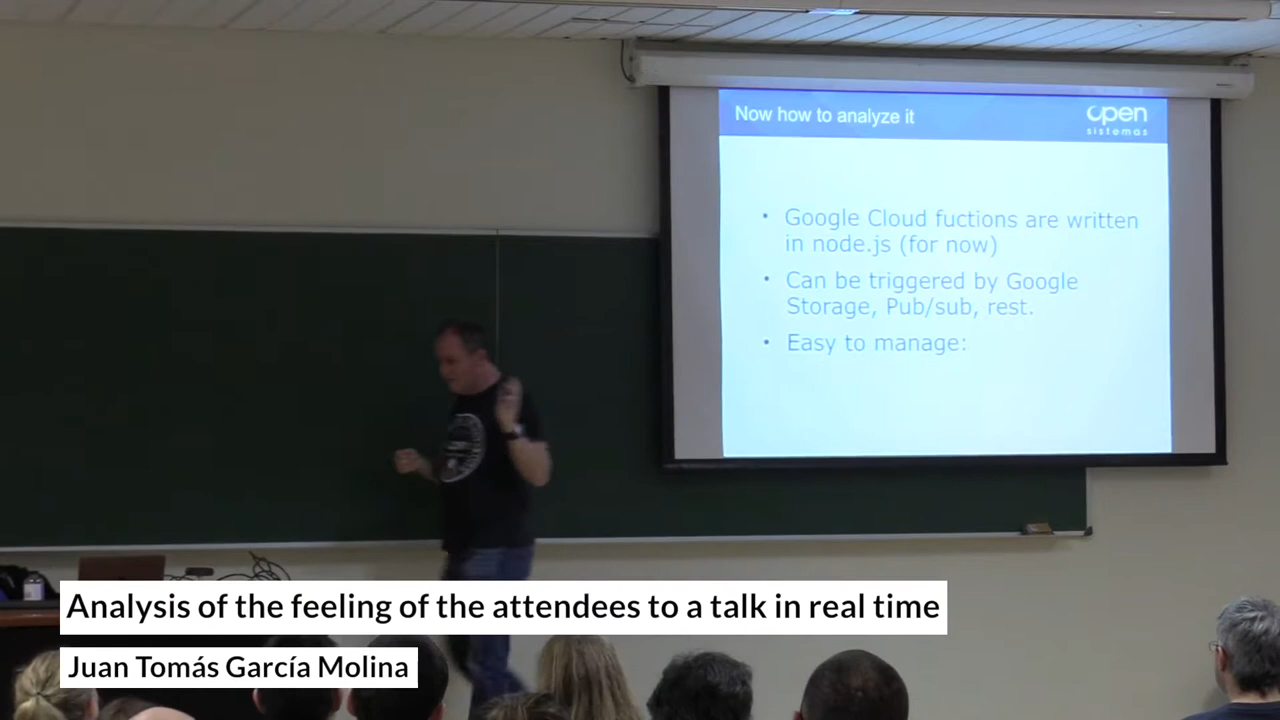 Now how to analyze it
open
sistemas
• Google Cloud fuctions are written
in node.js (for now)
• Can be triggered by Google
Storage, Pub/sub, rest.
• Easy to manage:
Analysis of the feeling of the attendees to a talk in real time
Juan Tomás García Molina